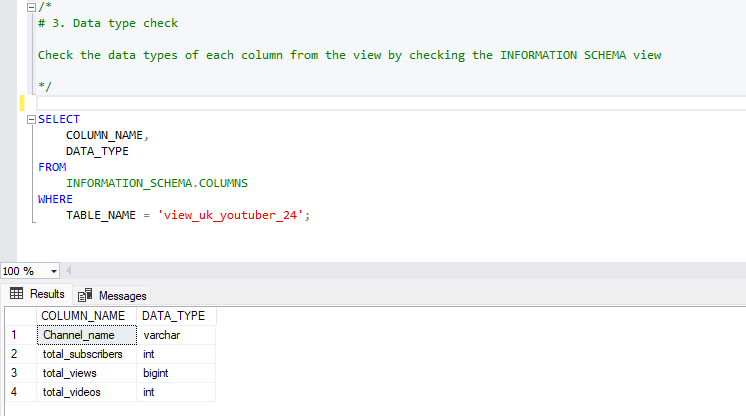 /*
# 3. Data type check
Check the data types of each column from the view by checking the INFORMATION SCHEMA view
*/
SELECT
COLUMN_NAME,
DATA_TYPE
FROM
INFORMATION_SCHEMA.COLUMNS
WHERE
TABLE_NAME = 'view_uk_youtuber_24';
100 %
Results Messages
COLUMN_NAME DATA_TYPE
1 Channel_name varchar
2 total_subscribers int
3 total_views bigint
4 total_videos int